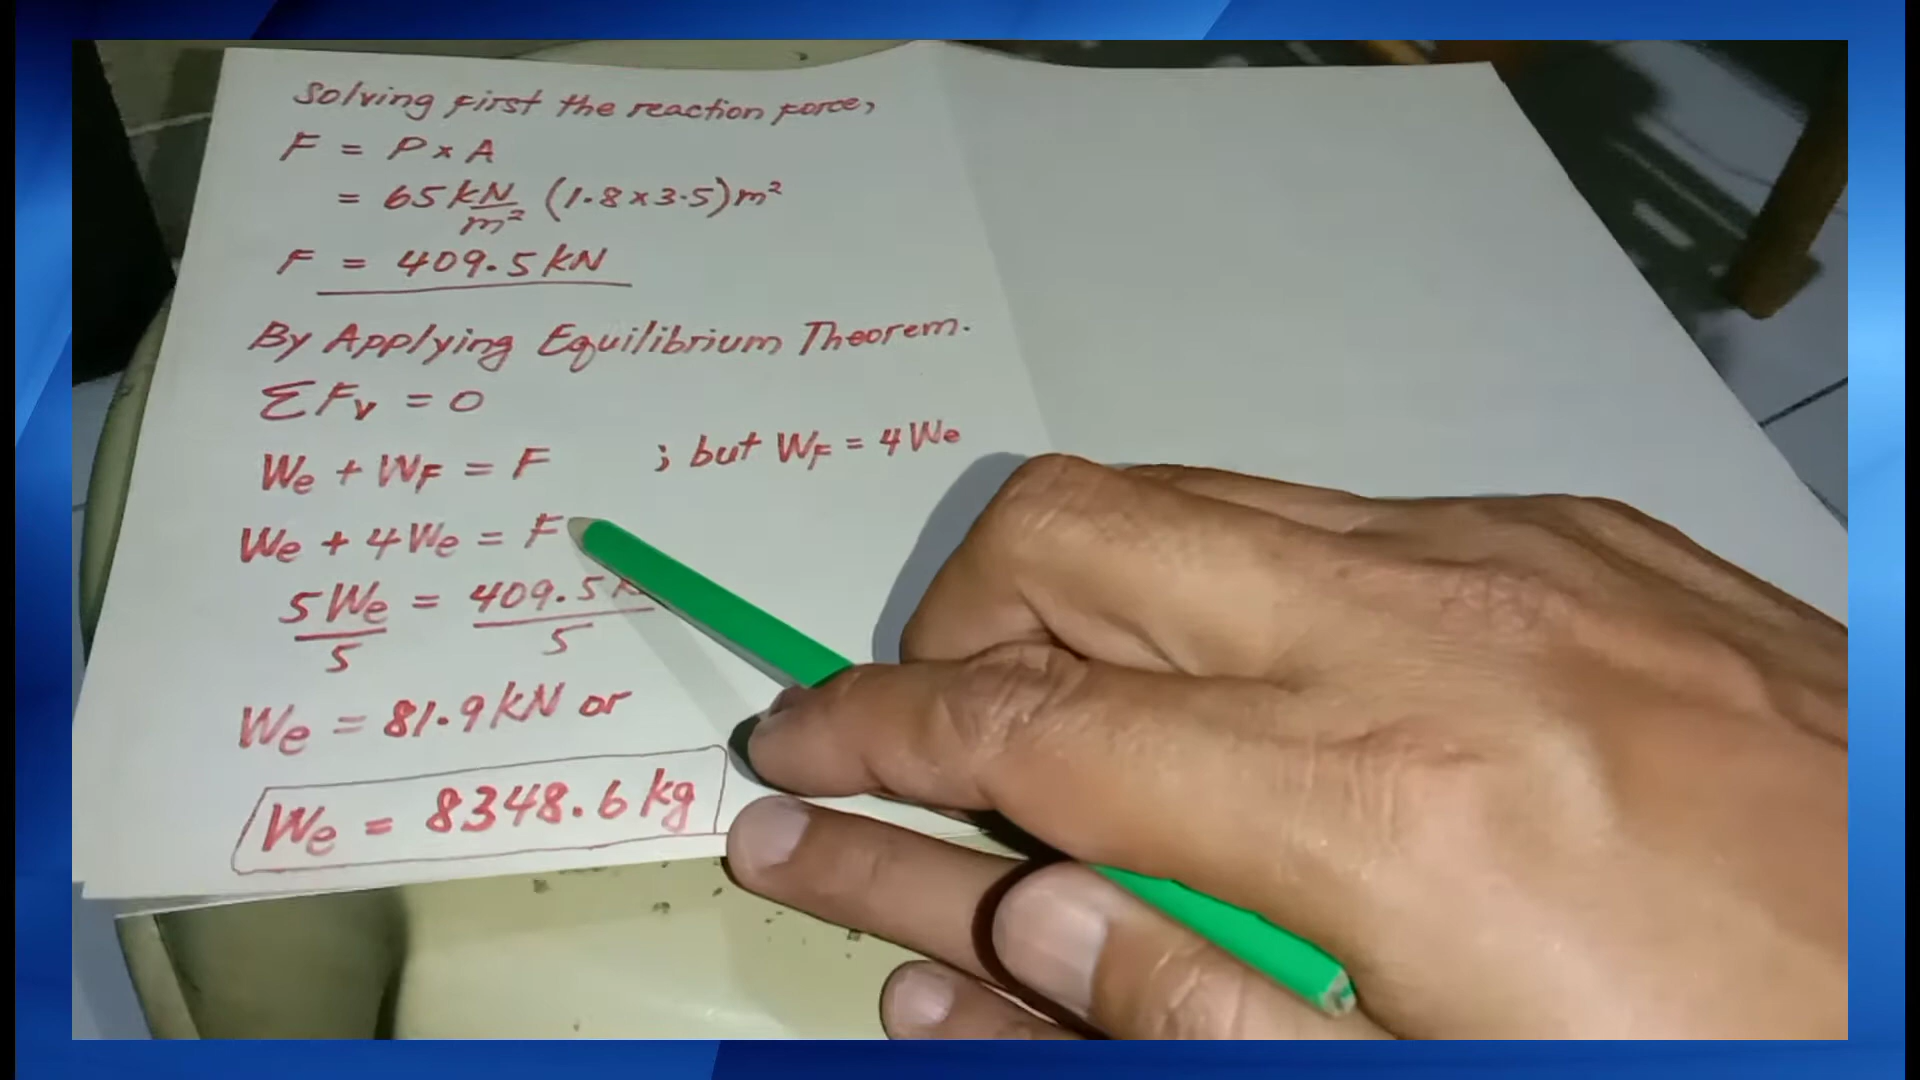 Solving first the reaction force,
F = P x A
= 65 kN/m² (1.8 x 3.5) m²
F = 409.5 kN
By Applying Equilibrium Theorem.
ΣFv = 0
We + WF = F ; but WF = 4We
We + 4We = F
5We/5 = 409.5/5
We = 81.9 kN or
We = 8348.6 kg